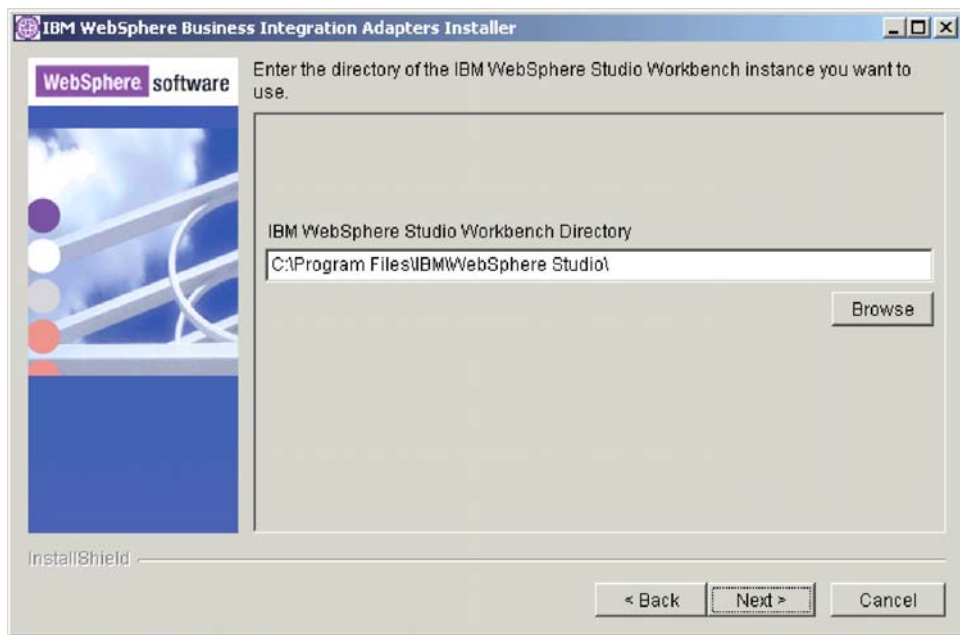 IBM WebSphere Business Integration Adapters Installer
WebSphere software
Enter the directory of the IBM WebSphere Studio Workbench instance you want to
use.
IBM WebSphere Studio Workbench Directory
C:\Program Files\IBM\WebSphere Studio\
Browse
InstallShield
< Back
Next >
Cancel